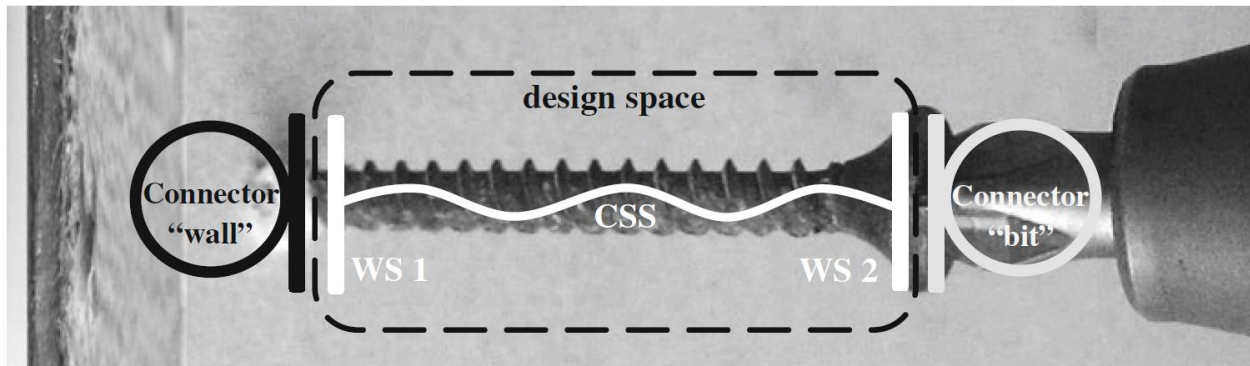 design space
Connector
“wall”
CSS
Connector
“bit”
WS 1
WS 2